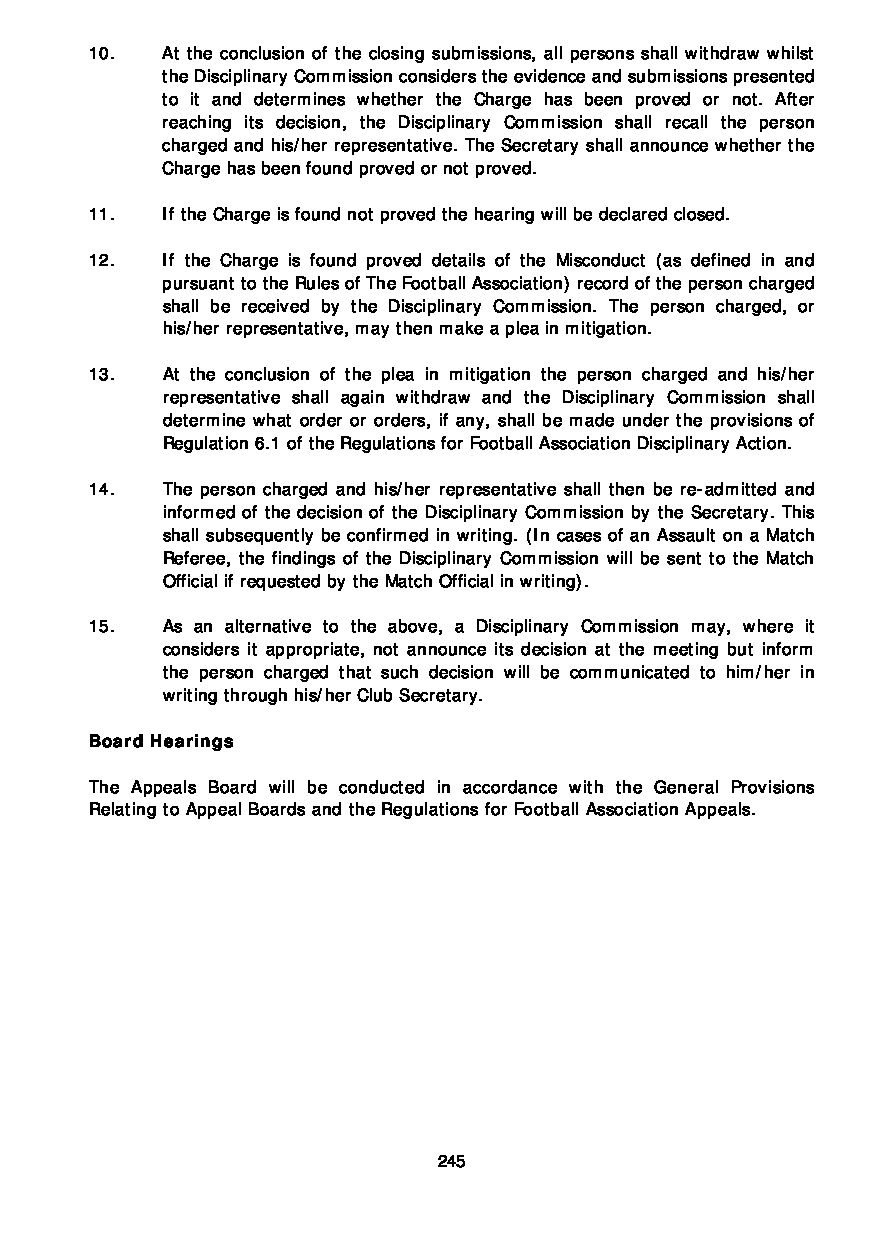 10. At the conclusion of the closing submissions, all persons shall withdraw whilst
the Disciplinary Commission considers the evidence and submissions presented
to it and determines whether the Charge has been proved or not. After
reaching its decision, the Disciplinary Commission shall recall the person
charged and his/her representative. The Secretary shall announce whether the
Charge has been found proved or not proved.
11. If the Charge is found not proved the hearing will be declared closed.
12. If the Charge is found proved details of the Misconduct (as defined in and
pursuant to the Rules of The Football Association) record of the person charged
shall be received by the Disciplinary Commission. The person charged, or
his/her representative, may then make a plea in mitigation.
13. At the conclusion of the plea in mitigation the person charged and his/her
representative shall again withdraw and the Disciplinary Commission shall
determine what order or orders, if any, shall be made under the provisions of
Regulation 6.1 of the Regulations for Football Association Disciplinary Action.
14. The person charged and his/her representative shall then be re-admitted and
informed of the decision of the Disciplinary Commission by the Secretary. This
shall subsequently be confirmed in writing. (In cases of an Assault on a Match
Referee, the findings of the Disciplinary Commission will be sent to the Match
Official if requested by the Match Official in writing).
15. As an alternative to the above, a Disciplinary Commission may, where it
considers it appropriate, not announce its decision at the meeting but inform
the person charged that such decision will be communicated to him/her in
writing through his/her Club Secretary.
Board Hearings
The Appeals Board will be conducted in accordance with the General Provisions
Relating to Appeal Boards and the Regulations for Football Association Appeals.
245